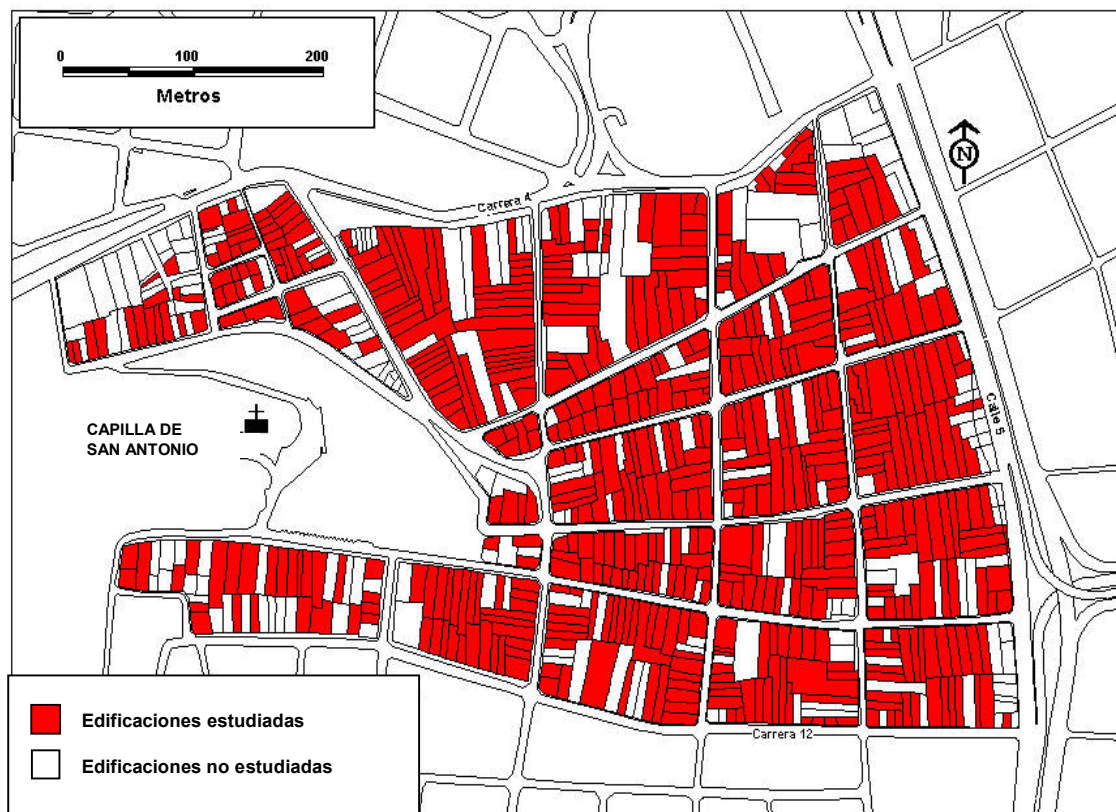 0 100 200
Metros
N
Carrera 4
Calle 5
CAPILLA DE
SAN ANTONIO
Carrera 12
Edificaciones estudiadas
Edificaciones no estudiadas